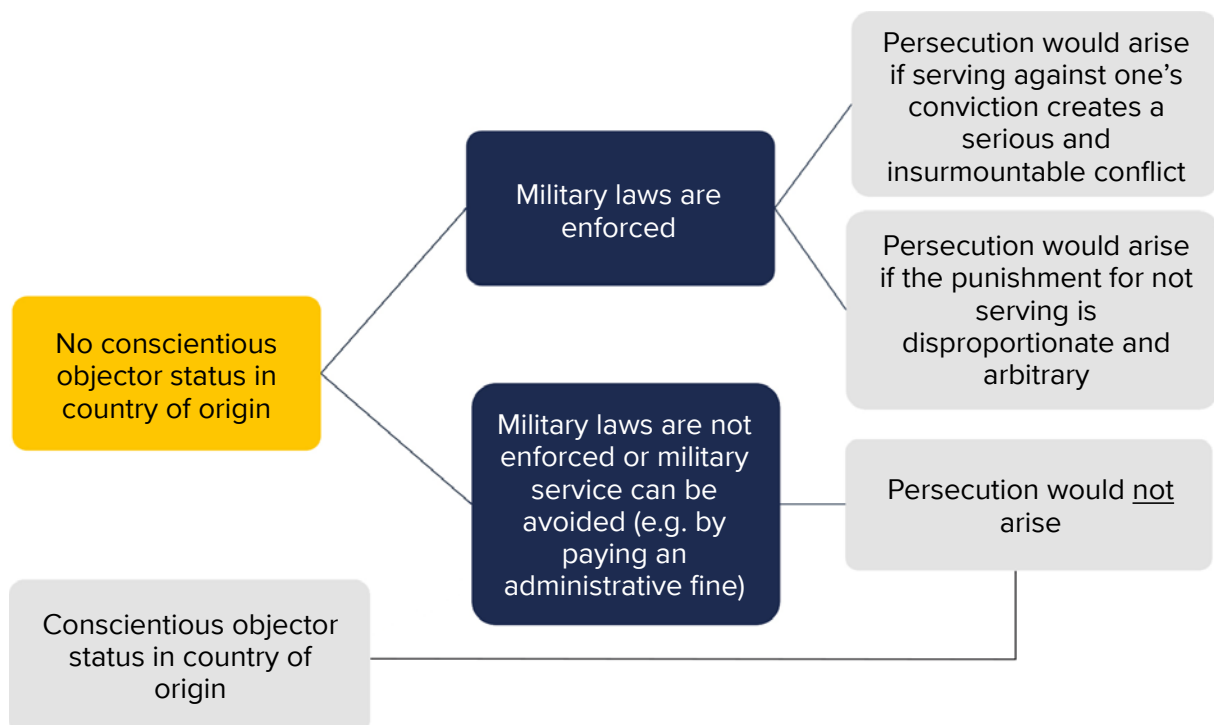 No conscientious
objector status in
country of origin
Military laws are
enforced
Persecution would arise
if serving against one’s
conviction creates a
serious and
insurmountable conflict
Persecution would arise
if the punishment for not
serving is
disproportionate and
arbitrary
Military laws are not
enforced or military
service can be
avoided (e.g. by
paying an
administrative fine)
Persecution would not
arise
Conscientious objector
status in country of
origin